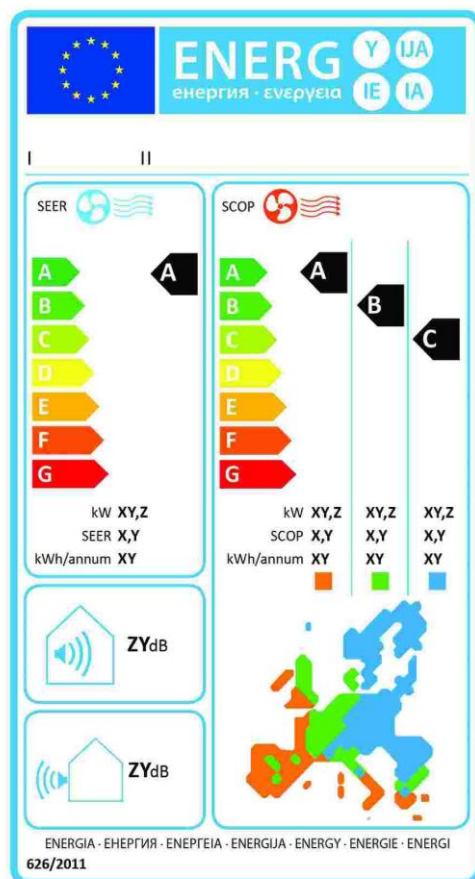 ENERG Y IJA
енергия · ενεργεια IE IA
I II
SEER
A A
B
C
D
E
F
G
kW XY,Z
SEER X,Y
kWh/annum XY
SCOP
A A
B B
C C
D
E
F
G
kW XY,Z XY,Z XY,Z
SCOP X,Y X,Y X,Y
kWh/annum XY XY XY
ZYdB
ZYdB
ENERGIA · ЕНЕРГИЯ · ΕΝΕΡΓΕΙΑ · ENERGIJA · ENERGY · ENERGIE · ENERGI
626/2011